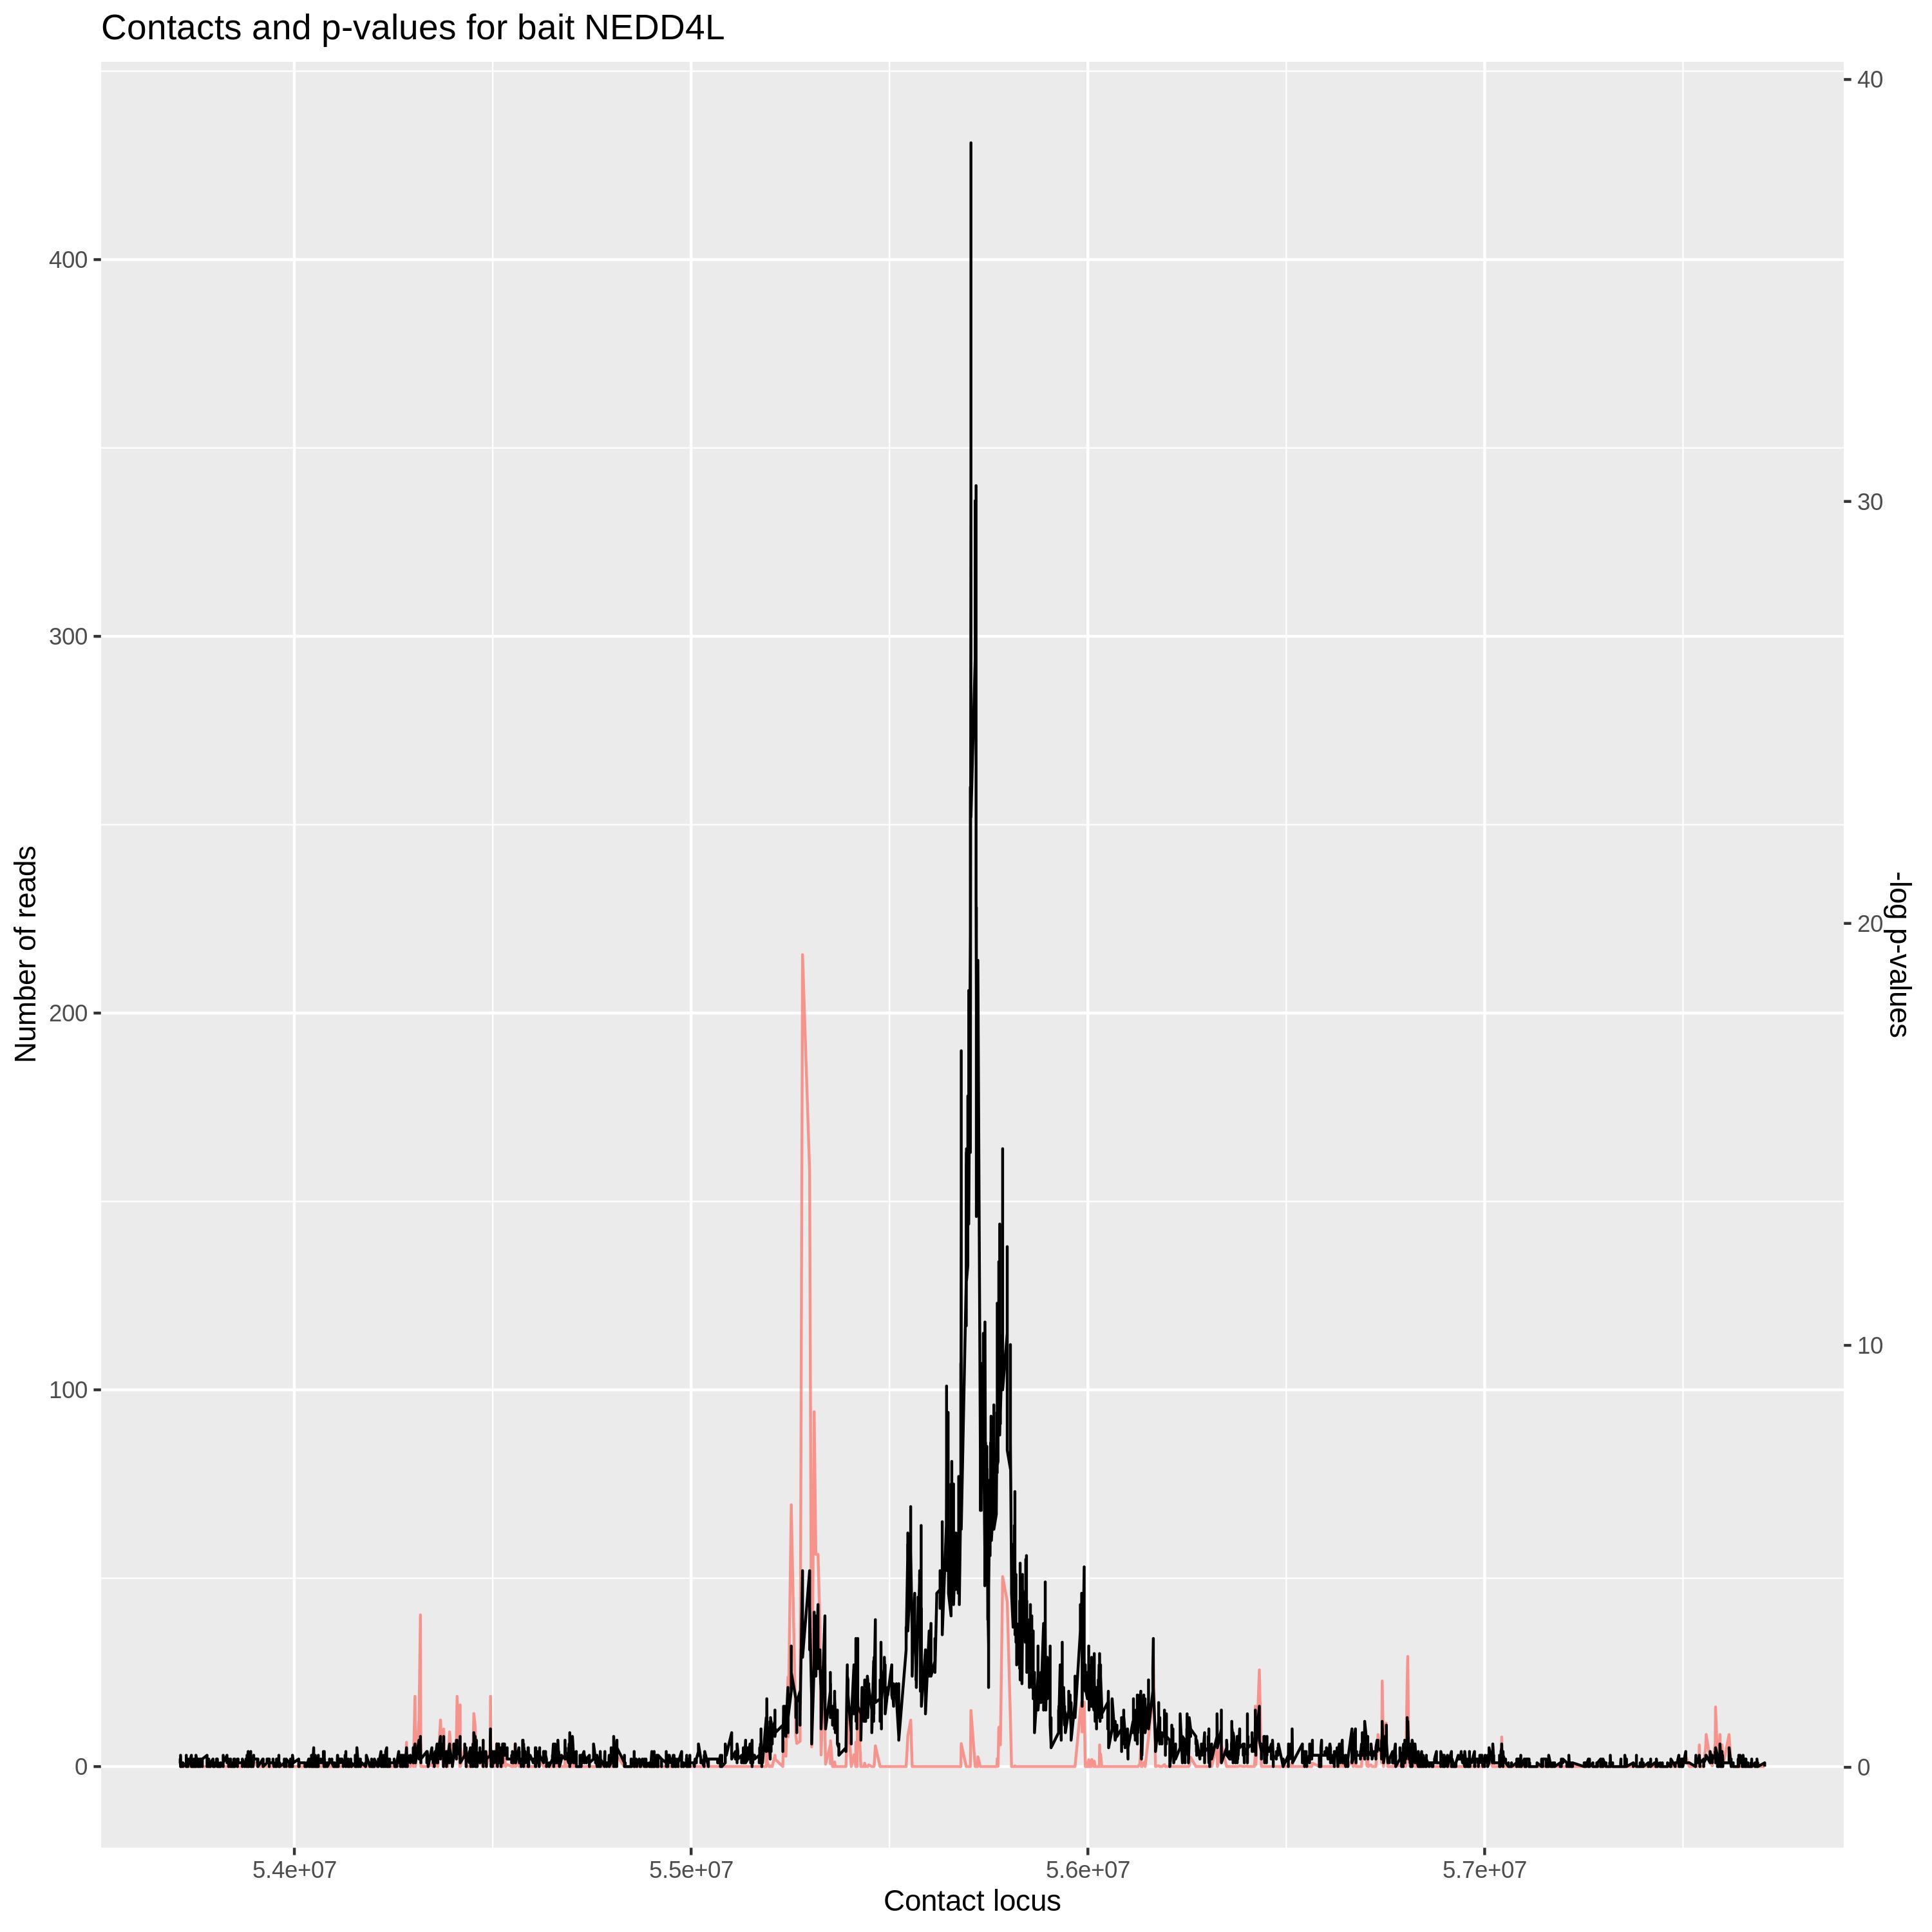 Contacts and p-values for bait NEDD4L
Number of reads
400
300
200
100
0
40
30
20
10
0
-log p-values
5.4e+07 5.5e+07 5.6e+07 5.7e+07
Contact locus